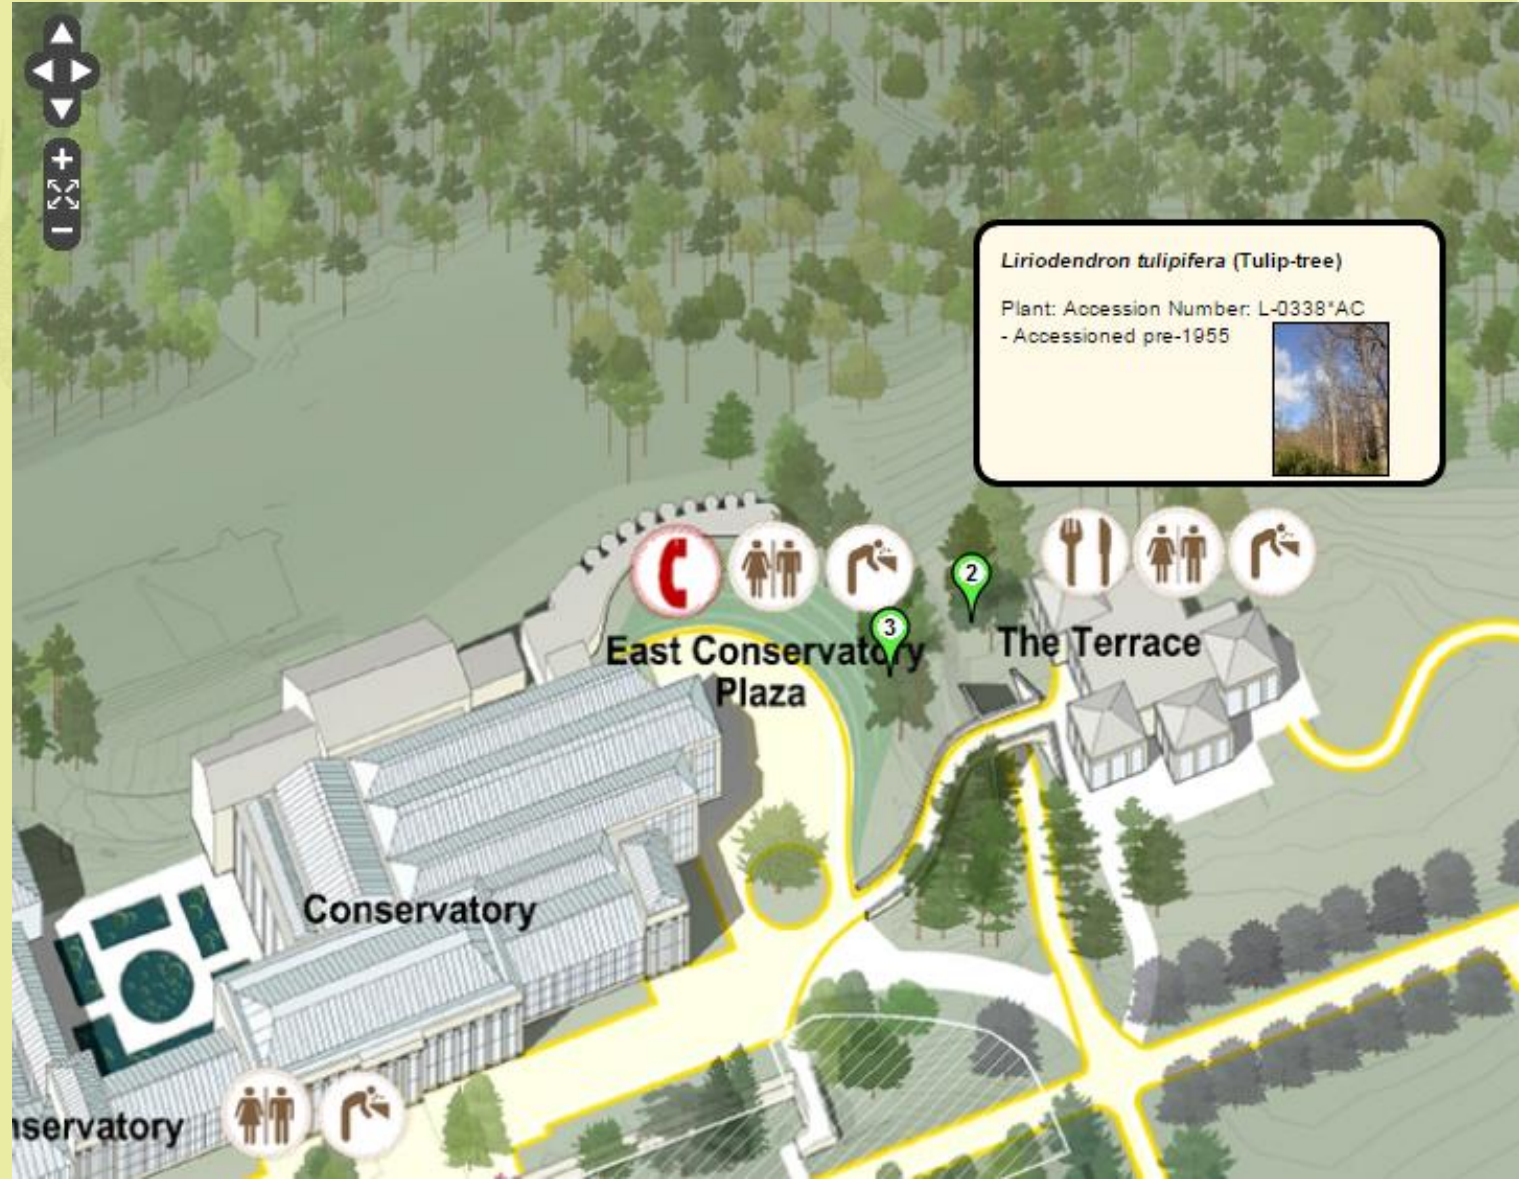 Liriodendron tulipifera (Tulip-tree)
Plant: Accession Number: L-0338*AC
- Accessioned pre-1955
2
3
East Conservatory
Plaza
The Terrace
Conservatory
nservatory